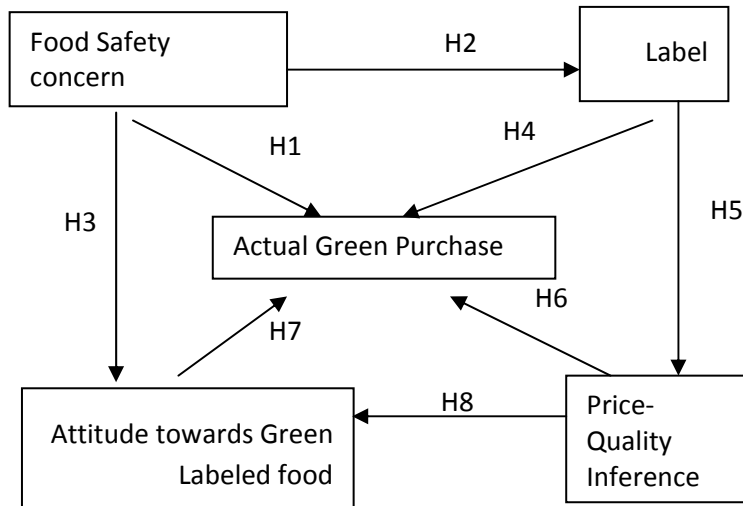 Food Safety
concern
H2
Label
H1
H4
H3
H5
Actual Green Purchase
H6
H7
H8
Attitude towards Green
Labeled food
Price-
Quality
Inference